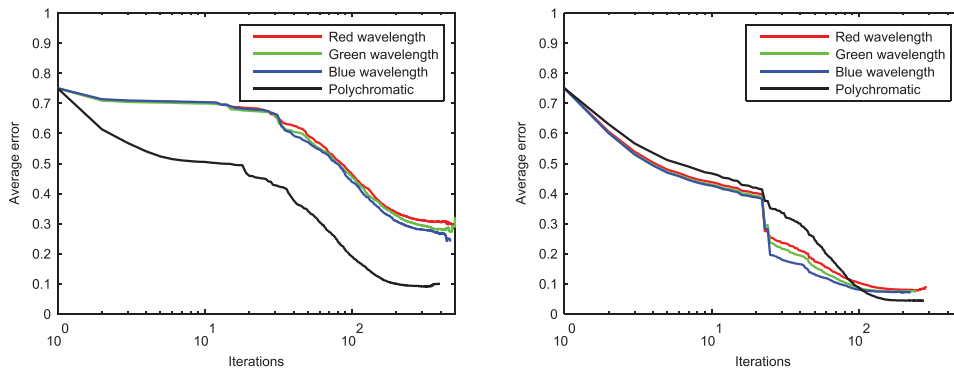 1
0.9
0.8
0.7
0.6
0.5
0.4
0.3
0.2
0.1
0
Average error
Red wavelength
Green wavelength
Blue wavelength
Polychromatic
10^0
10^1
10^2
Iterations
1
0.9
0.8
0.7
0.6
0.5
0.4
0.3
0.2
0.1
0
Average error
Red wavelength
Green wavelength
Blue wavelength
Polychromatic
10^0
10^1
10^2
Iterations